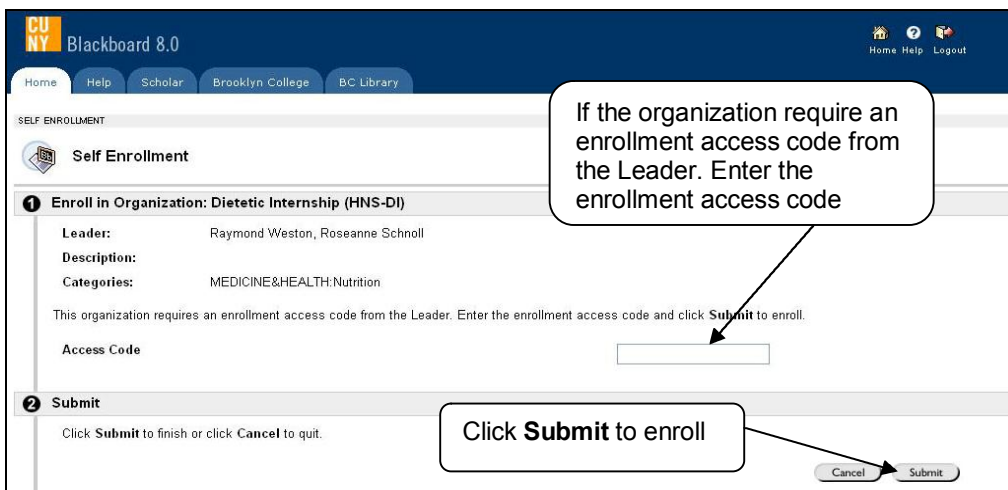 CU
NY
Blackboard 8.0
Home Help Logout
Home Help Scholar Brooklyn College BC Library
SELF ENROLLMENT
Self Enrollment
If the organization require an
enrollment access code from
the Leader. Enter the
enrollment access code
1 Enroll in Organization: Dietetic Internship (HNS-DI)
Leader: Raymond Weston, Roseanne Schnoll
Description:
Categories: MEDICINE&HEALTH:Nutrition
This organization requires an enrollment access code from the Leader. Enter the enrollment access code and click Submit to enroll.
Access Code
2 Submit
Click Submit to finish or click Cancel to quit.
Click Submit to enroll
Cancel Submit